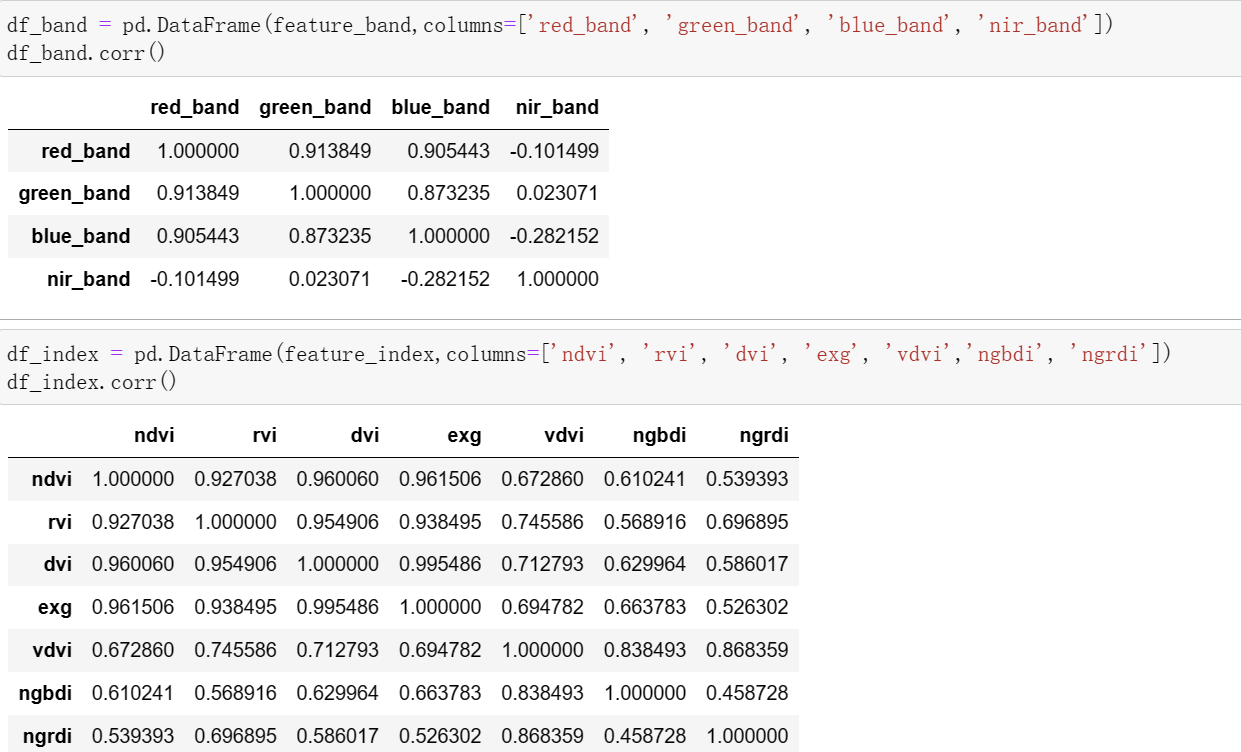 df_band = pd.DataFrame(feature_band,columns=['red_band', 'green_band', 'blue_band', 'nir_band'])
df_band.corr()
red_band green_band blue_band nir_band
red_band 1.000000 0.913849 0.905443 -0.101499
green_band 0.913849 1.000000 0.873235 0.023071
blue_band 0.905443 0.873235 1.000000 -0.282152
nir_band -0.101499 0.023071 -0.282152 1.000000
df_index = pd.DataFrame(feature_index,columns=['ndvi', 'rvi', 'dvi', 'exg', 'vdvi','ngbdi', 'ngrdi'])
df_index.corr()
ndvi rvi dvi exg vdvi ngbdi ngrdi
ndvi 1.000000 0.927038 0.960060 0.961506 0.672860 0.610241 0.539393
rvi 0.927038 1.000000 0.954906 0.938495 0.745586 0.568916 0.696895
dvi 0.960060 0.954906 1.000000 0.995486 0.712793 0.629964 0.586017
exg 0.961506 0.938495 0.995486 1.000000 0.694782 0.663783 0.526302
vdvi 0.672860 0.745586 0.712793 0.694782 1.000000 0.838493 0.868359
ngbdi 0.610241 0.568916 0.629964 0.663783 0.838493 1.000000 0.458728
ngrdi 0.539393 0.696895 0.586017 0.526302 0.868359 0.458728 1.000000